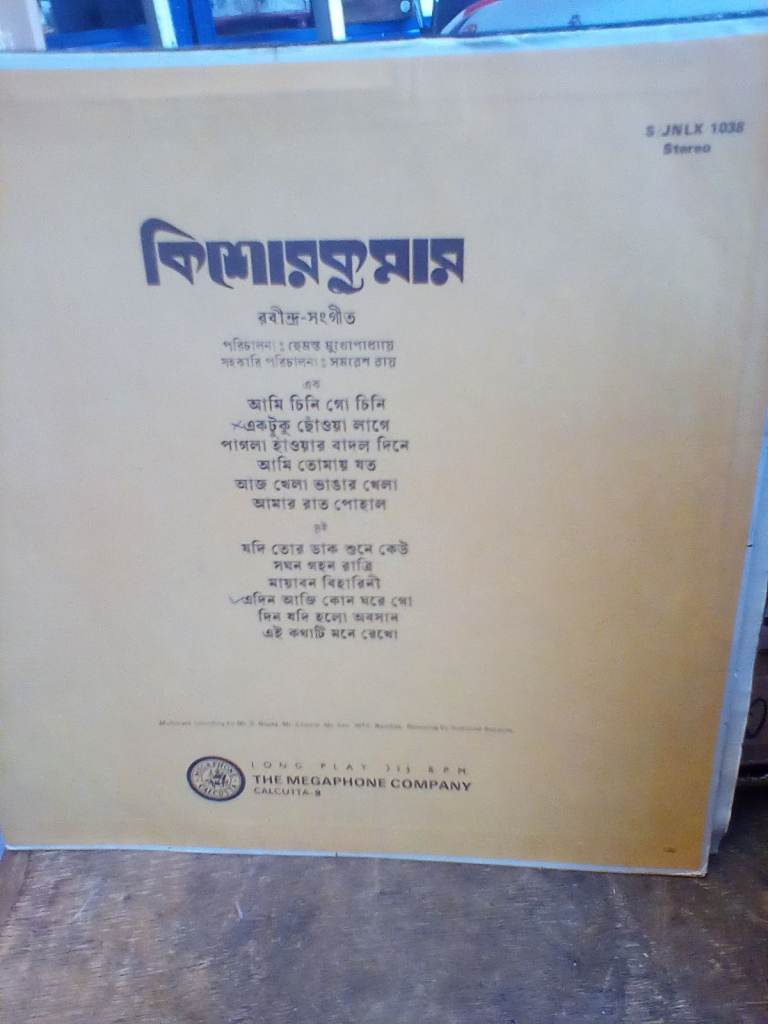 S/JNLX 1038
Stereo
কিশোরকুমার
রবীন্দ্র-সংগীত
পরিচালনা : হেমন্ত মুখোপাধ্যায়
সহকারি পরিচালনা : সমরেশ রায়
এক
আমি চিনি গো চিনি
একটুকু ছোঁওয়া লাগে
পাগলা হাওয়ার বাদল দিনে
আমি তোমায় যত
আজ খেলা ভাঙার খেলা
আমার রাত পোহাল
দুই
যদি তোর ডাক শুনে কেউ
সঘন গহন রাত্রি
মায়াবন বিহারিনী
এদিন আজি কোন ঘরে গো
দিন যদি হলো অবসান
এই কথাটি মনে রেখো
LONG PLAY 33⅓ R.P.M.
MEGAPHONE CALCUTTA
THE MEGAPHONE COMPANY
CALCUTTA-9